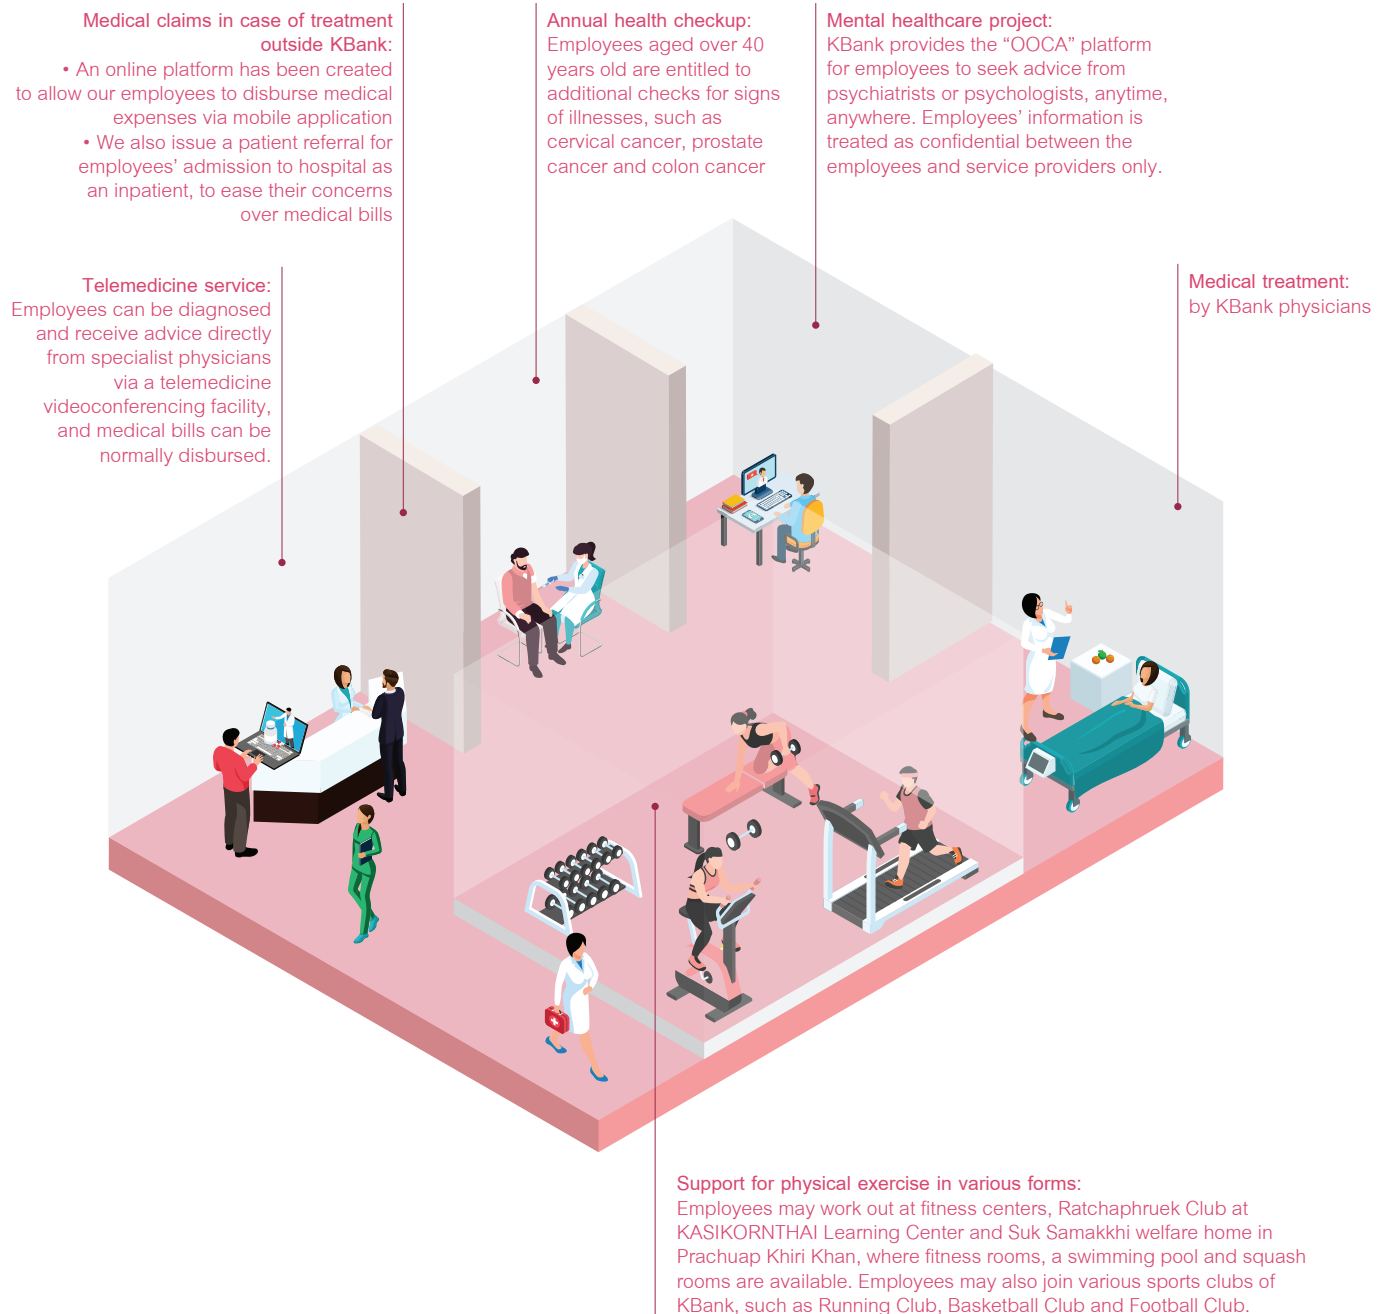 Medical claims in case of treatment
outside KBank:
• An online platform has been created
to allow our employees to disburse medical
expenses via mobile application
• We also issue a patient referral for
employees’ admission to hospital as
an inpatient, to ease their concerns
over medical bills
Annual health checkup:
Employees aged over 40
years old are entitled to
additional checks for signs
of illnesses, such as
cervical cancer, prostate
cancer and colon cancer
Mental healthcare project:
KBank provides the “OOCA” platform
for employees to seek advice from
psychiatrists or psychologists, anytime,
anywhere. Employees’ information is
treated as confidential between the
employees and service providers only.
Telemedicine service:
Employees can be diagnosed
and receive advice directly
from specialist physicians
via a telemedicine
videoconferencing facility,
and medical bills can be
normally disbursed.
Medical treatment:
by KBank physicians
Support for physical exercise in various forms:
Employees may work out at fitness centers, Ratchaphruek Club at
KASIKORNTHAI Learning Center and Suk Samakkhi welfare home in
Prachuap Khiri Khan, where fitness rooms, a swimming pool and squash
rooms are available. Employees may also join various sports clubs of
KBank, such as Running Club, Basketball Club and Football Club.